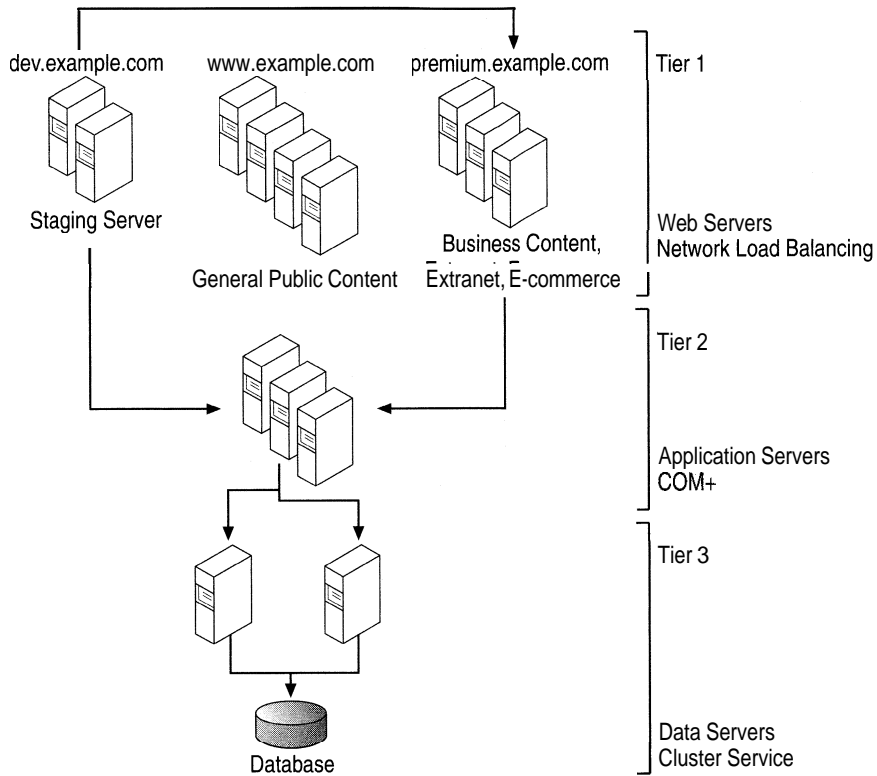 dev.example.com
www.example.com
premium.example.com
Tier 1
Staging Server
General Public Content
Business Content,
Extranet, E-commerce
Web Servers
Network Load Balancing
Tier 2
Application Servers
COM+
Tier 3
Database
Data Servers
Cluster Service